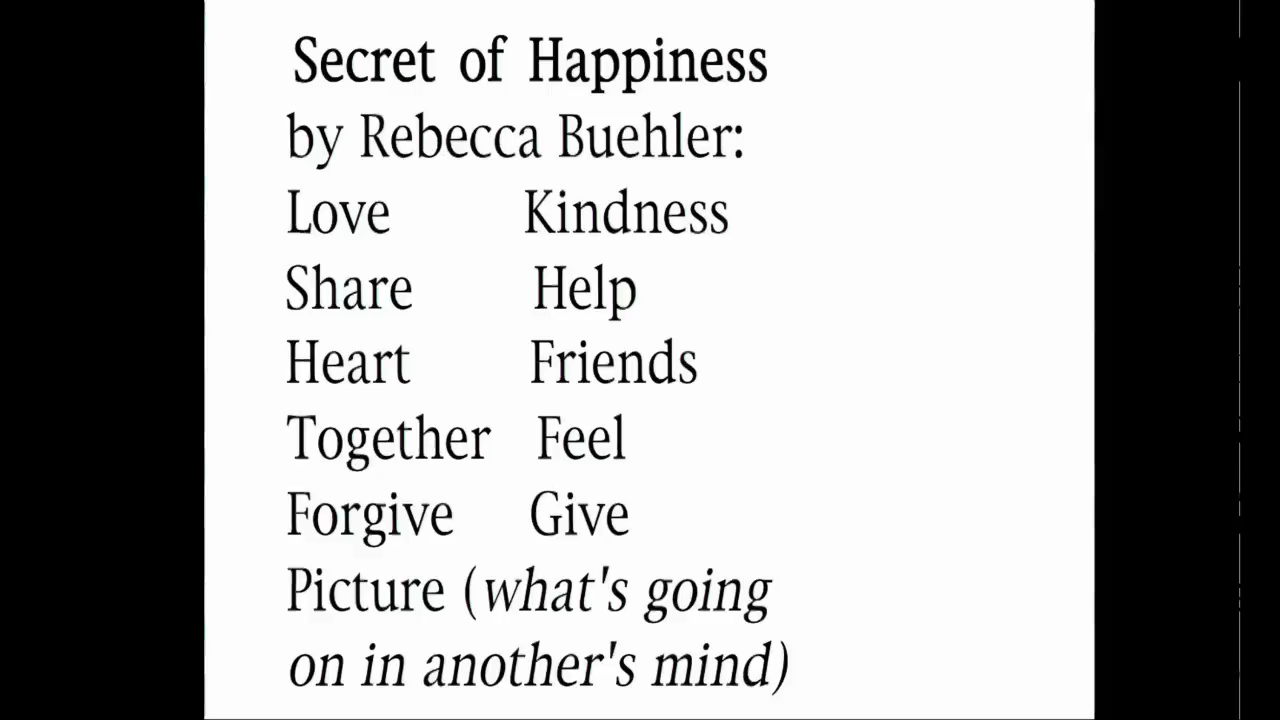 Secret of Happiness
by Rebecca Buehler:
Love Kindness
Share Help
Heart Friends
Together Feel
Forgive Give
Picture (what's going
on in another's mind)